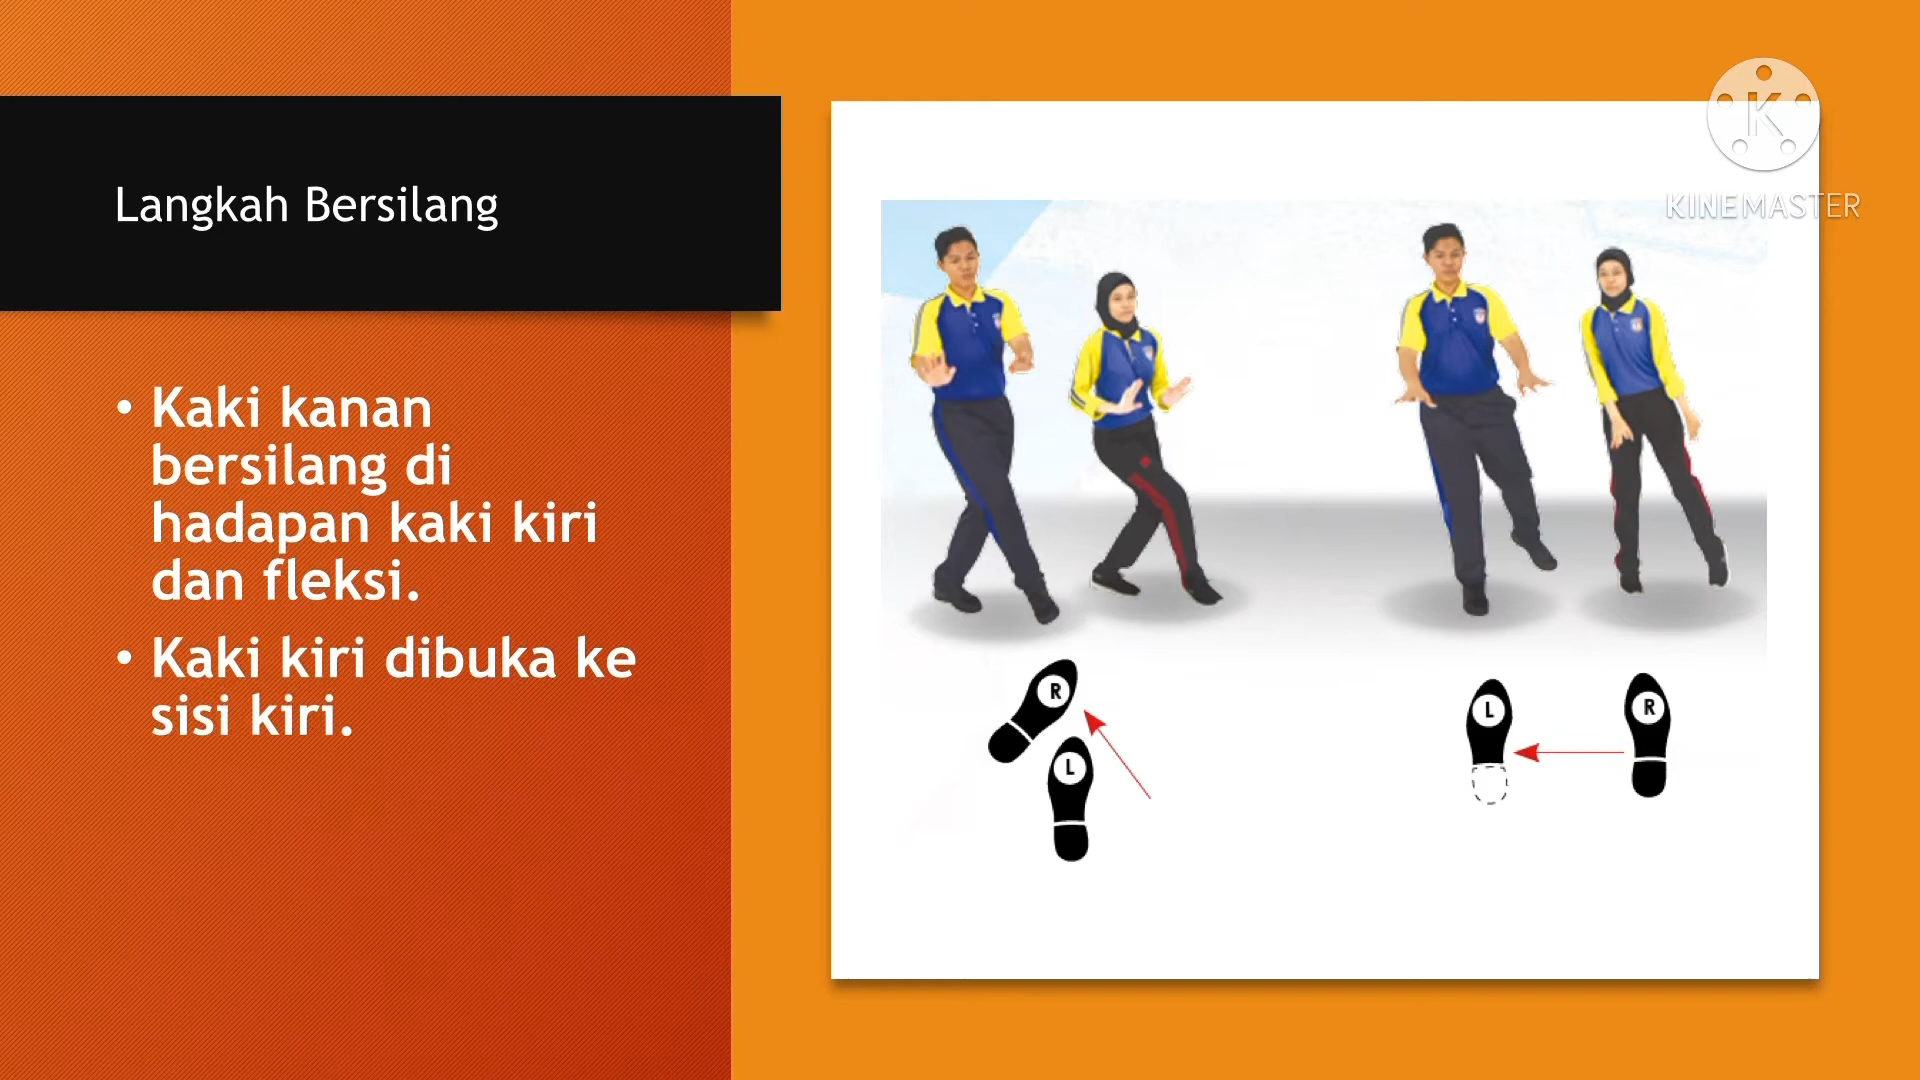 Langkah Bersilang
• Kaki kanan
bersilang di
hadapan kaki kiri
dan fleksi.
• Kaki kiri dibuka ke
sisi kiri.
K
KINEMASTER
R
L
L
R